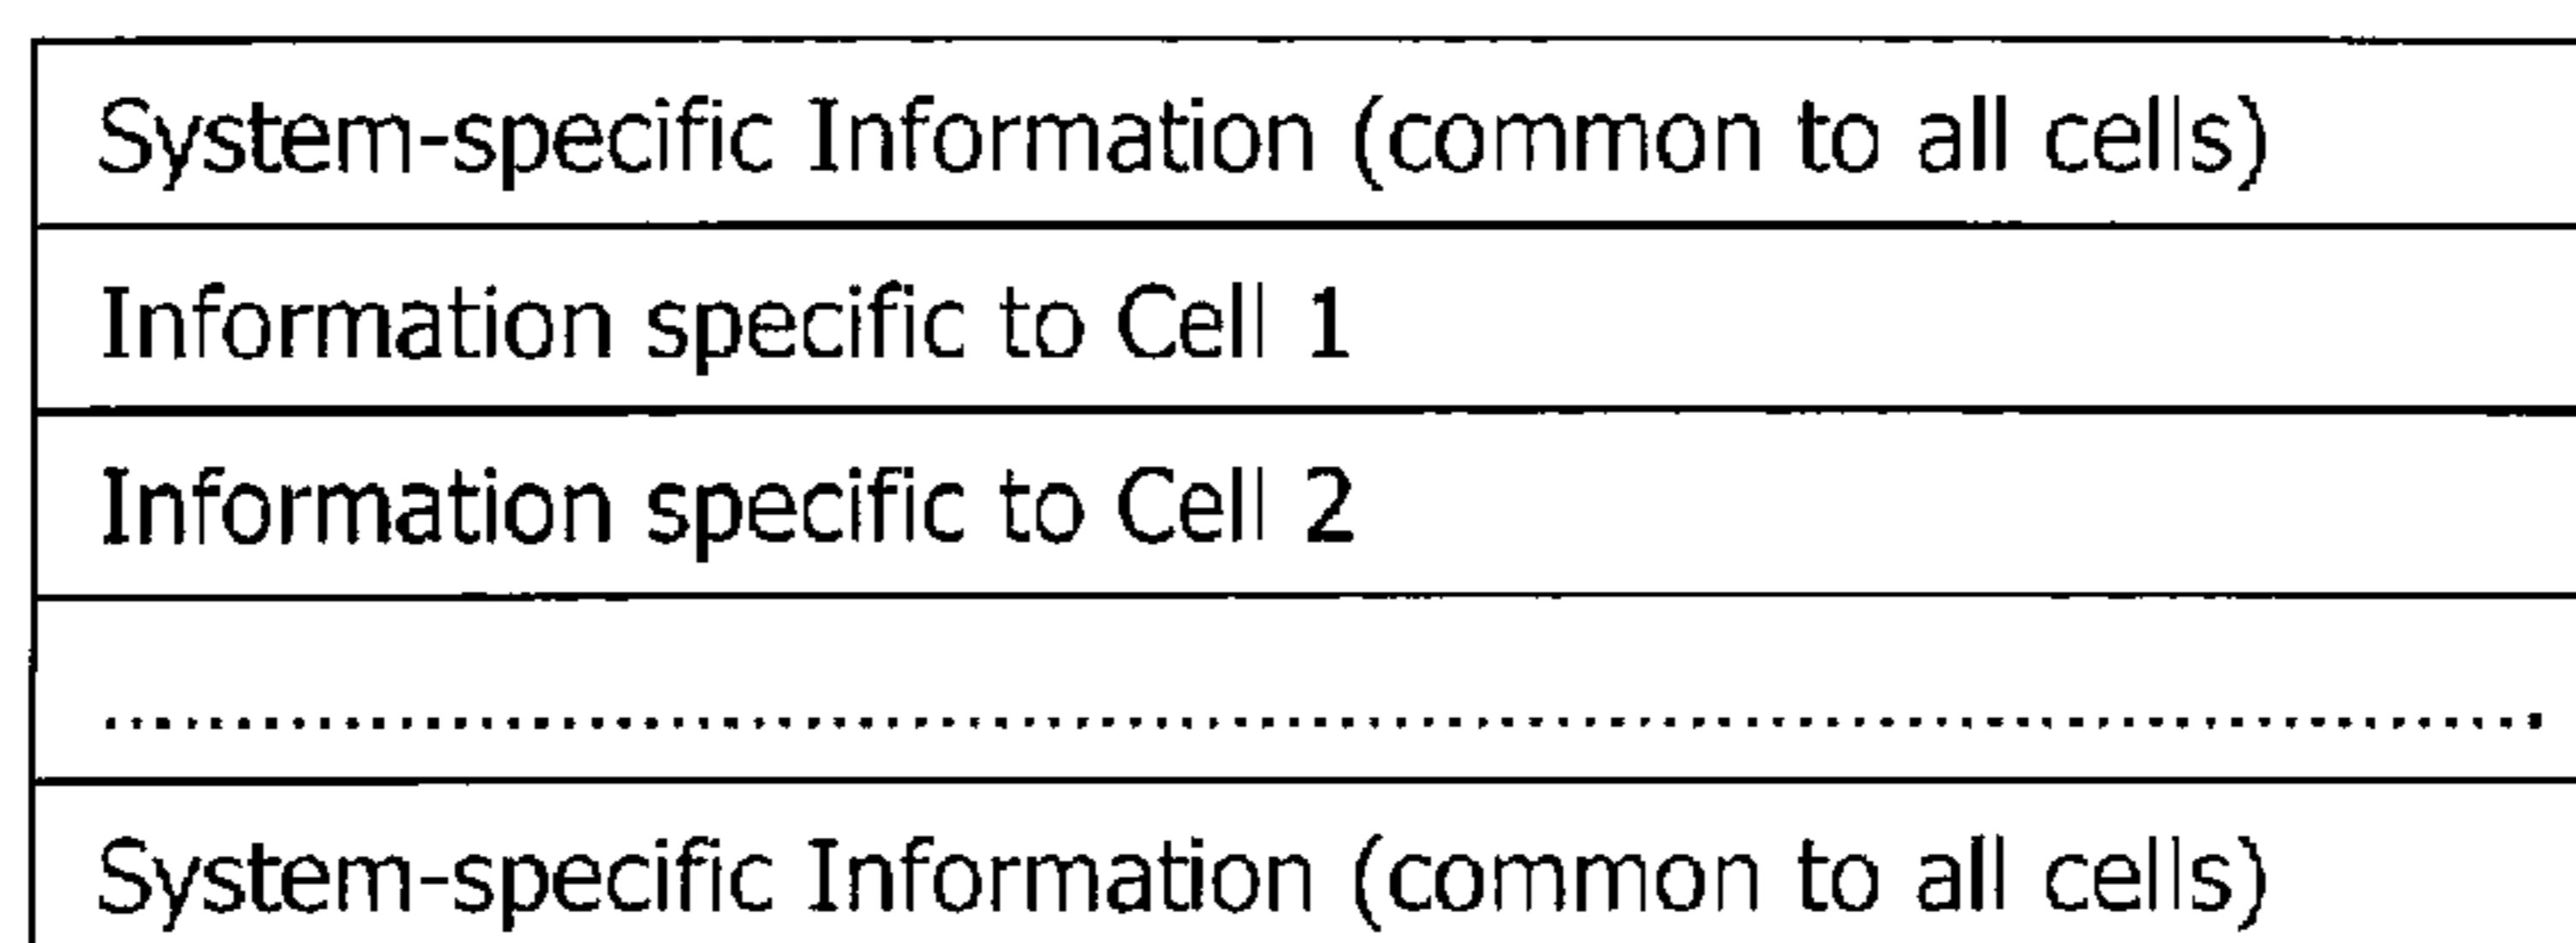 System-specific Information (common to all cells)
Information specific to Cell 1
Information specific to Cell 2
............................................................................................
System-specific Information (common to all cells)